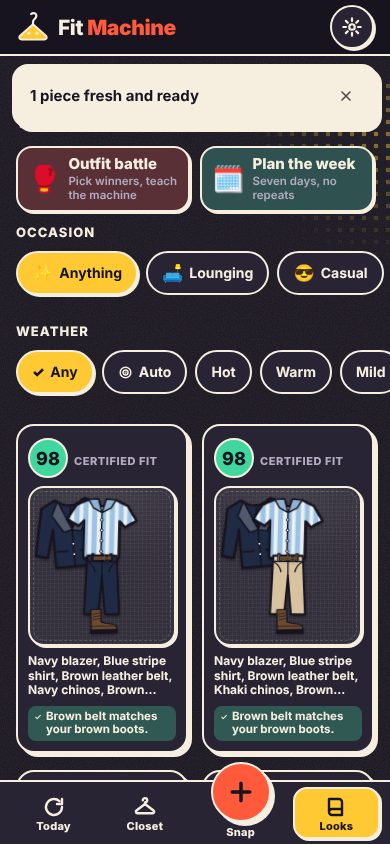 Fit Machine
1 piece fresh and ready
Outfit battle
Pick winners, teach
the machine
Plan the week
Seven days, no
repeats
OCCASION
Anything
Lounging
Casual
WEATHER
Any
Auto
Hot
Warm
Mild
98 CERTIFIED FIT
Navy blazer, Blue stripe
shirt, Brown leather belt,
Navy chinos, Brown...
Brown belt matches
your brown boots.
98 CERTIFIED FIT
Navy blazer, Blue stripe
shirt, Brown leather belt,
Khaki chinos, Brown...
Brown belt matches
your brown boots.
Today
Closet
Snap
Looks